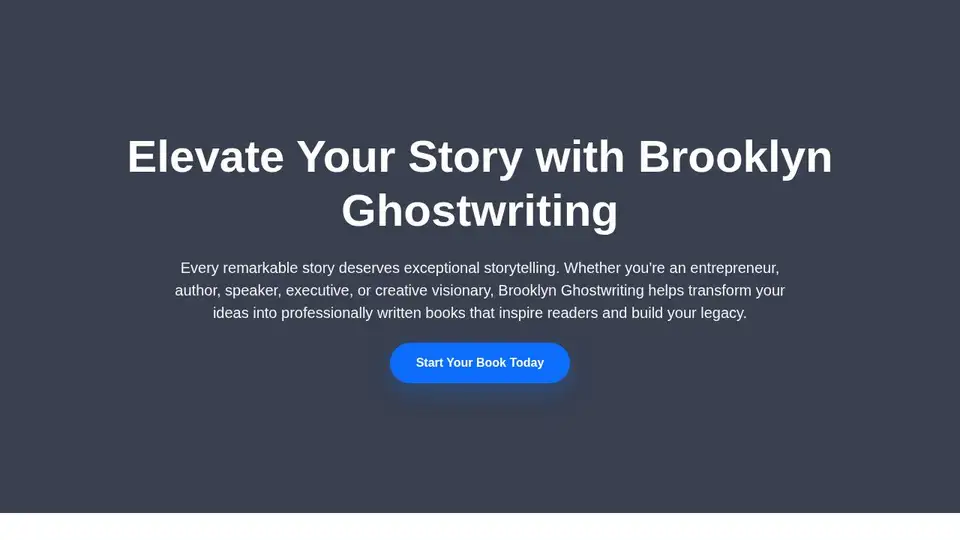 Elevate Your Story with Brooklyn
Ghostwriting
Every remarkable story deserves exceptional storytelling. Whether you're an entrepreneur,
author, speaker, executive, or creative visionary, Brooklyn Ghostwriting helps transform your
ideas into professionally written books that inspire readers and build your legacy.
Start Your Book Today